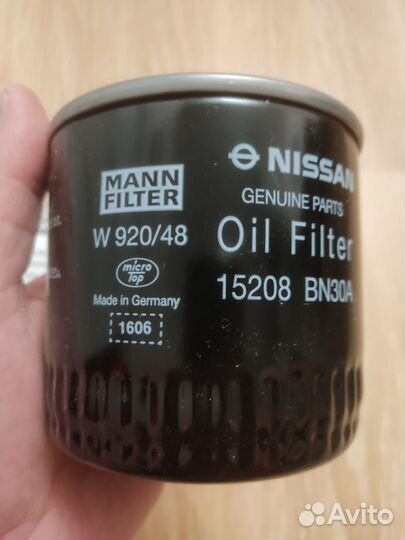 MANN
FILTER
W 920/48
micro
Top
Made in Germany
1606
NISSAN
GENUINE PARTS
Oil Filter
15208 BN30A
Avito